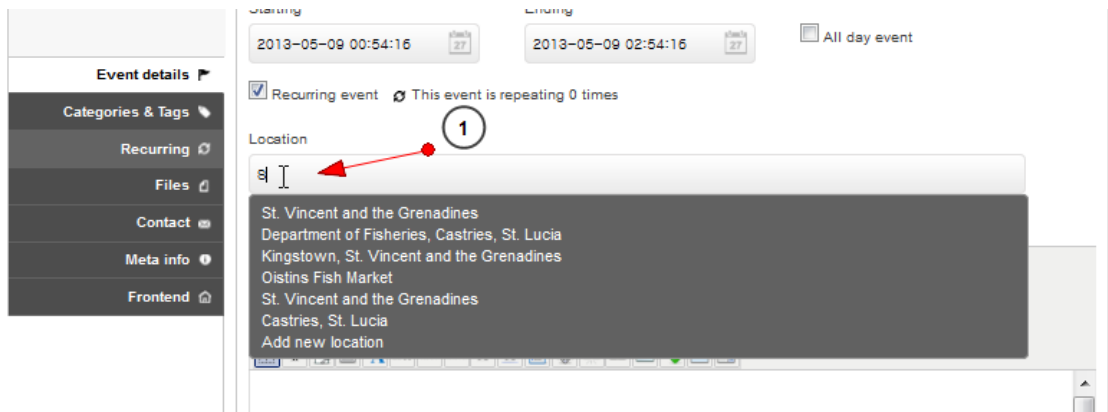 Starting Ending
2013-05-09 00:54:16 27 2013-05-09 02:54:16 27 All day event
Event details
Recurring event This event is repeating 0 times
Categories & Tags
1
Location
Recurring
s
Files
St. Vincent and the Grenadines
Contact
Department of Fisheries, Castries, St. Lucia
Kingstown, St. Vincent and the Grenadines
Meta info
Oistins Fish Market
Frontend
St. Vincent and the Grenadines
Castries, St. Lucia
Add new location